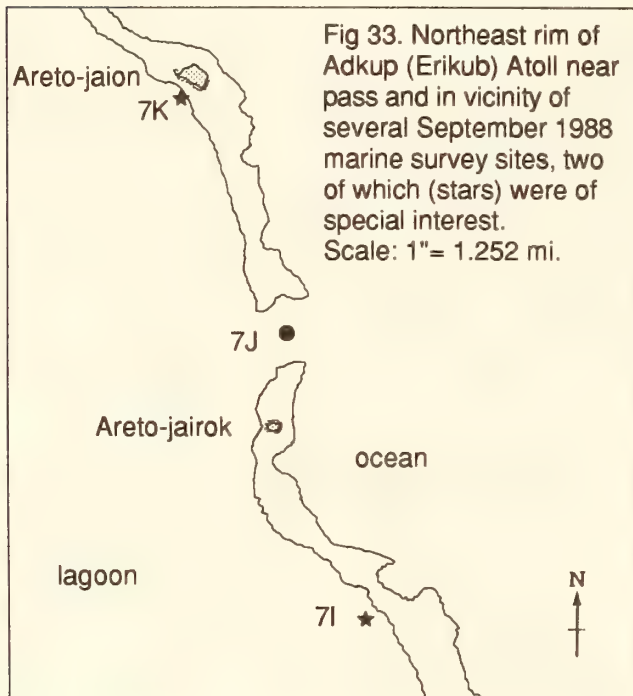 Fig 33. Northeast rim of
Adkup (Erikub) Atoll near
pass and in vicinity of
several September 1988
marine survey sites, two
of which (stars) were of
special interest.
Scale: 1"= 1.252 mi.
Areto-jaion
7K
7J
Areto-jairok
ocean
lagoon
7I
N